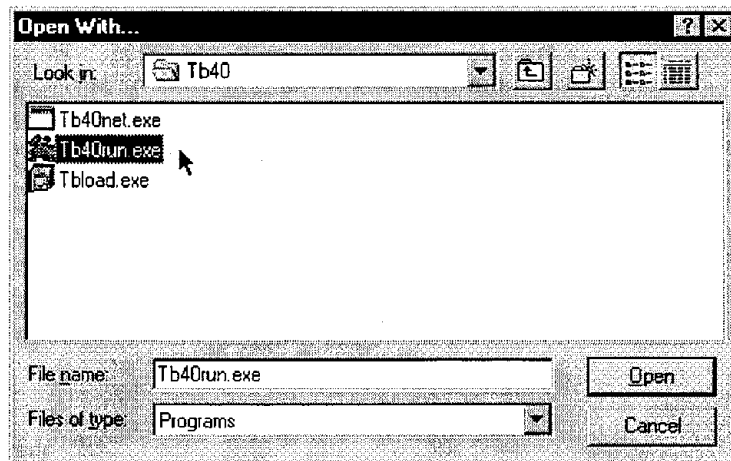 Open With...
Look in: Tb40
Tb40net.exe
Tb40run.exe
Tbload.exe
File name: Tb40run.exe Open
Files of type: Programs Cancel